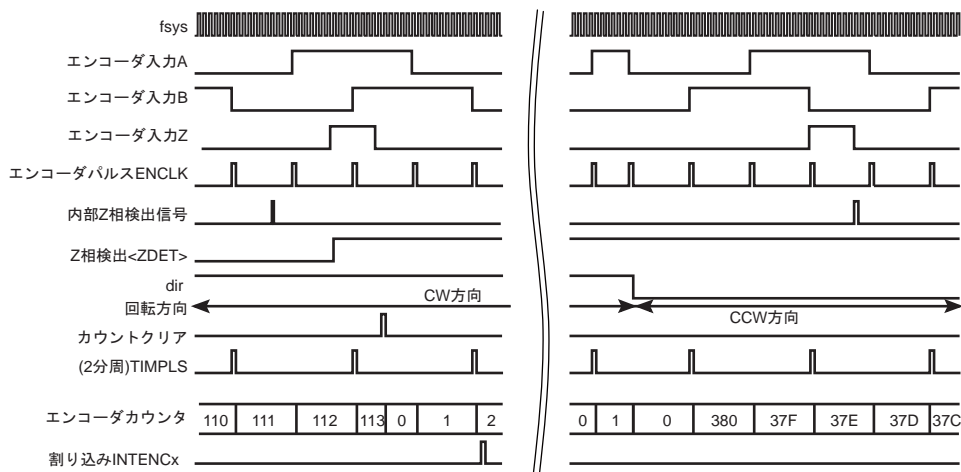 fsys
エンコーダ入力A
エンコーダ入力B
エンコーダ入力Z
エンコーダパルスENCLK
内部Z相検出信号
Z相検出<ZDET>
dir
回転方向 CW方向 CCW方向
カウントクリア
(2分周)TIMPLS
エンコーダカウンタ 110 111 112 113 0 1 2 0 1 0 380 37F 37E 37D 37C
割り込みINTENCx